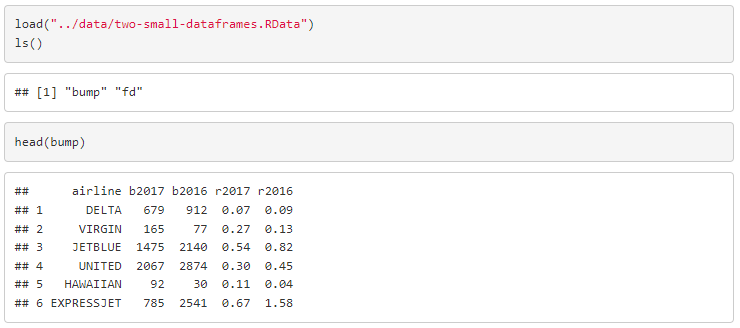 load("../data/two-small-dataframes.RData")
ls()
## [1] "bump" "fd"
head(bump)
##      airline b2017 b2016 r2017 r2016
## 1      DELTA   679   912  0.07  0.09
## 2     VIRGIN   165    77  0.27  0.13
## 3    JETBLUE  1475  2140  0.54  0.82
## 4     UNITED  2067  2874  0.30  0.45
## 5   HAWAIIAN    92    30  0.11  0.04
## 6 EXPRESSJET   785  2541  0.67  1.58